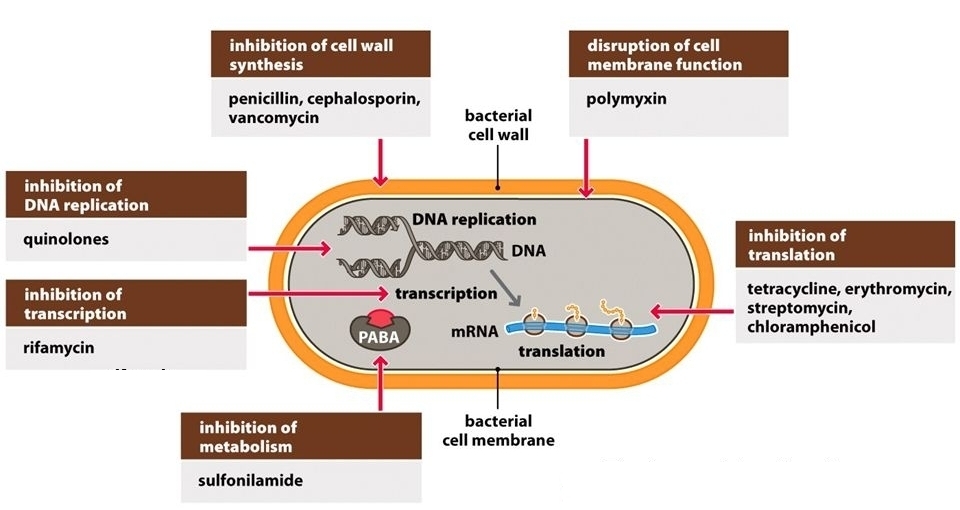 inhibition of cell wall
synthesis
penicillin, cephalosporin,
vancomycin
disruption of cell
membrane function
polymyxin
bacterial
cell wall
inhibition of
DNA replication
quinolones
DNA replication
DNA
inhibition of
translation
tetracycline, erythromycin,
streptomycin,
chloramphenicol
inhibition of
transcription
rifamycin
transcription
mRNA
PABA
translation
inhibition of
metabolism
sulfonilamide
bacterial
cell membrane